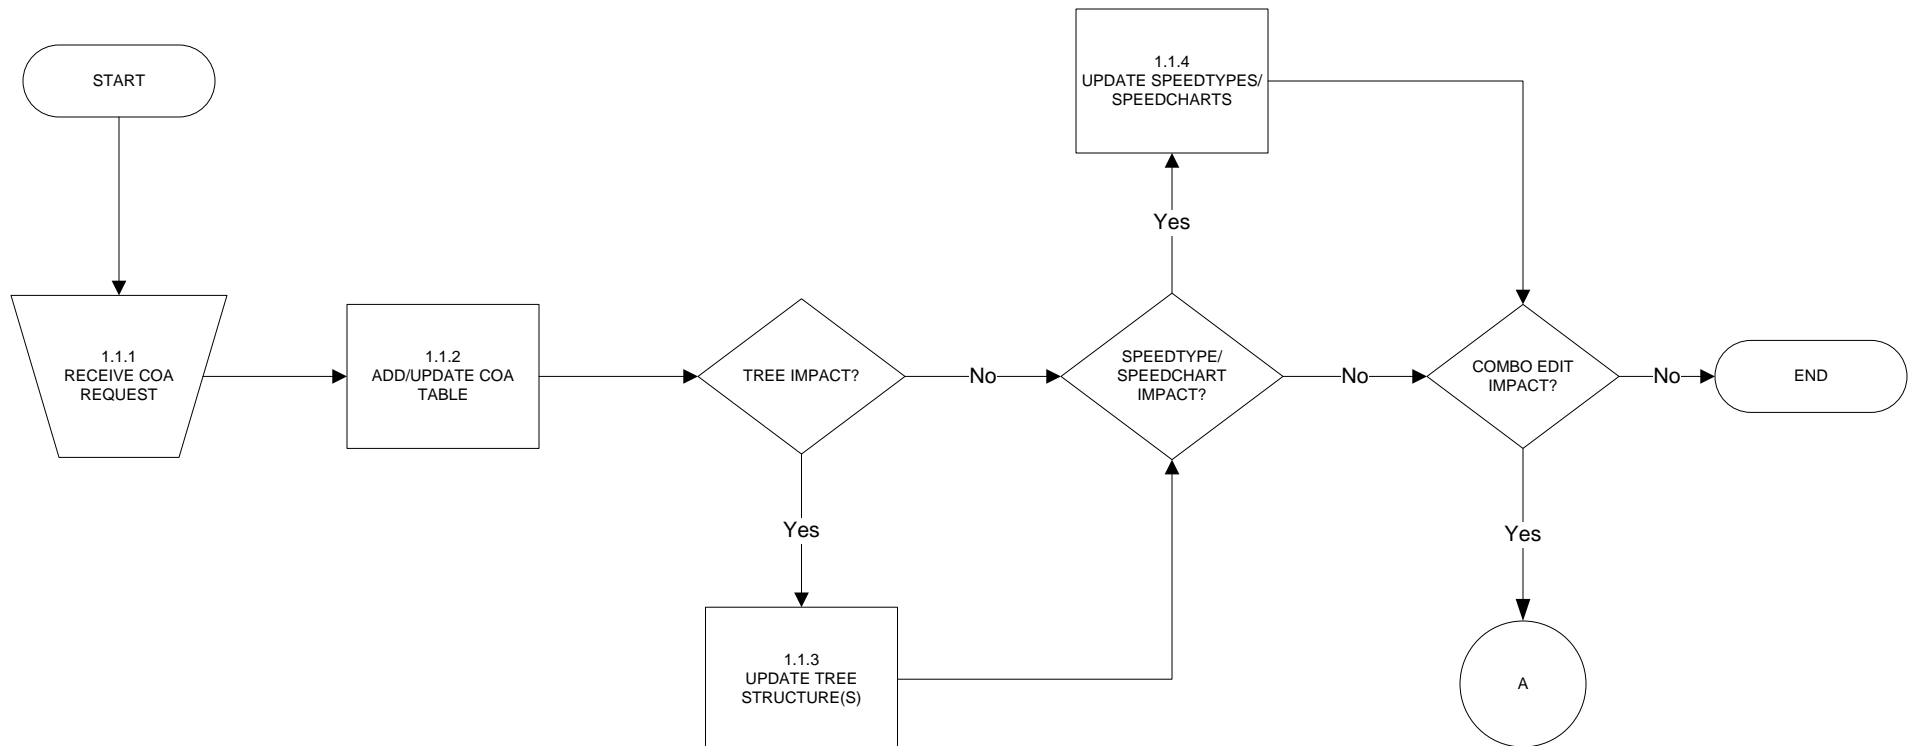 START
1.1.1
RECEIVE COA
REQUEST
1.1.2
ADD/UPDATE COA
TABLE
TREE IMPACT?
No
Yes
1.1.3
UPDATE TREE
STRUCTURE(S)
SPEEDTYPE/
SPEEDCHART
IMPACT?
Yes
1.1.4
UPDATE SPEEDTYPES/
SPEEDCHARTS
No
COMBO EDIT
IMPACT?
No
END
Yes
A